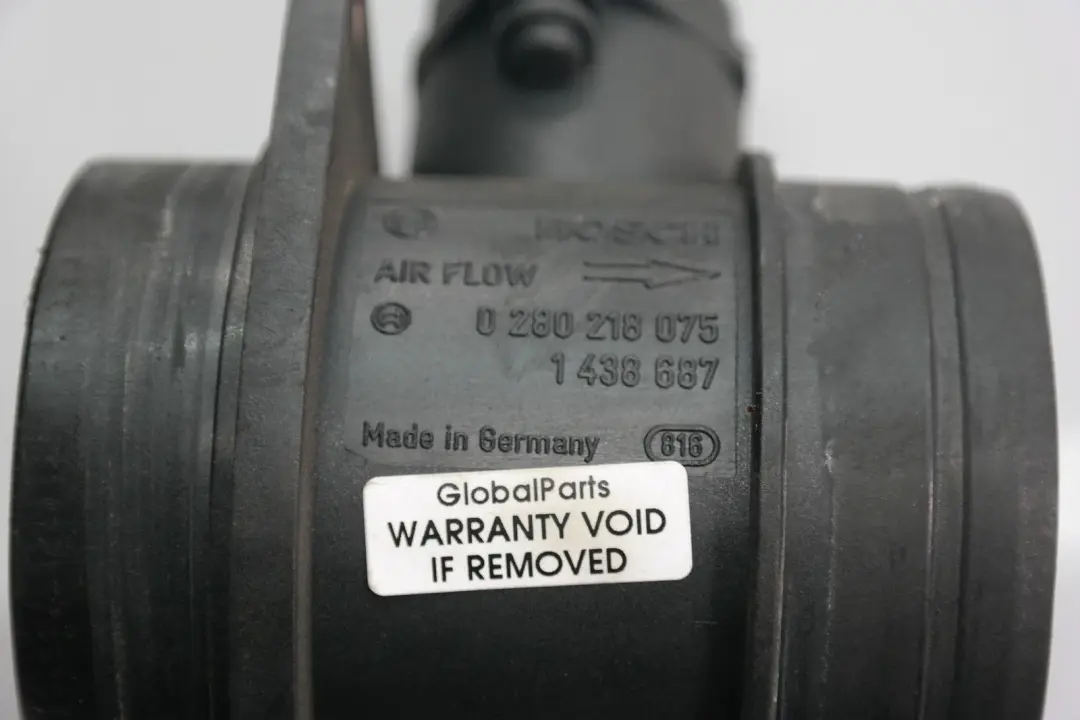 BOSCH
AIR FLOW
0 280 218 075
1 438 687
Made in Germany 816
GlobalParts
WARRANTY VOID
IF REMOVED